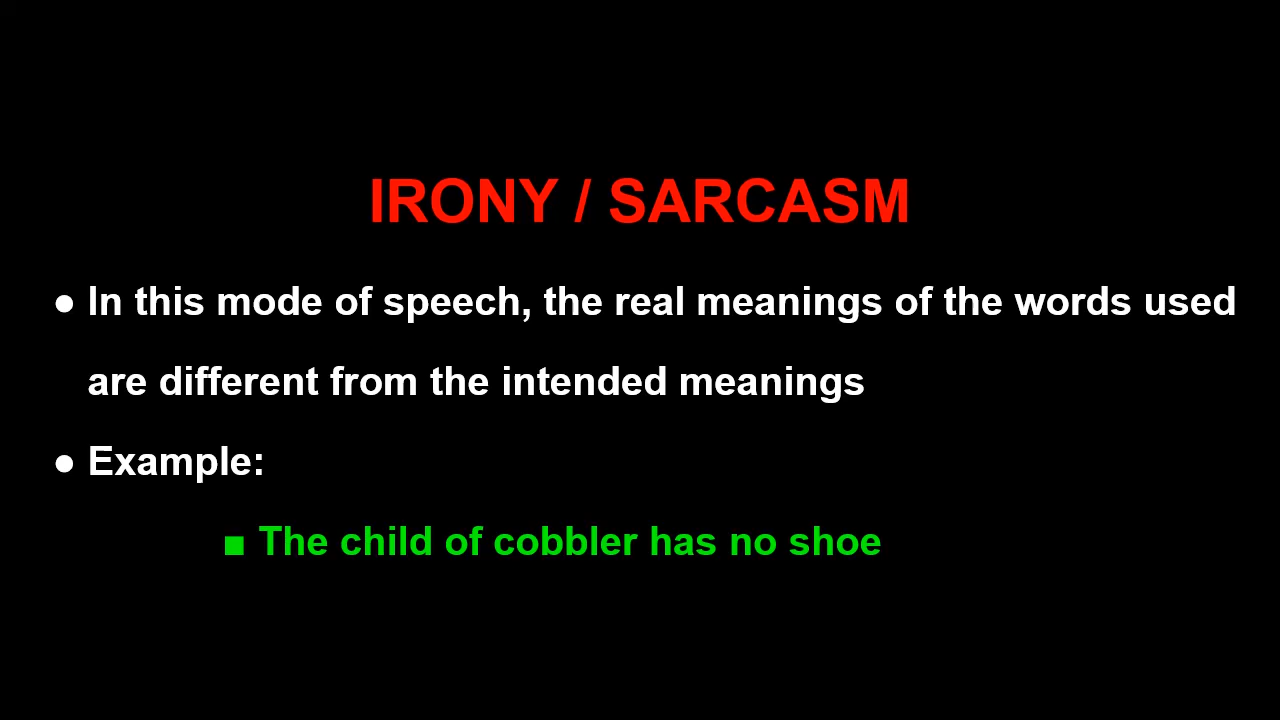 IRONY / SARCASM
● In this mode of speech, the real meanings of the words used
are different from the intended meanings
● Example:
■ The child of cobbler has no shoe